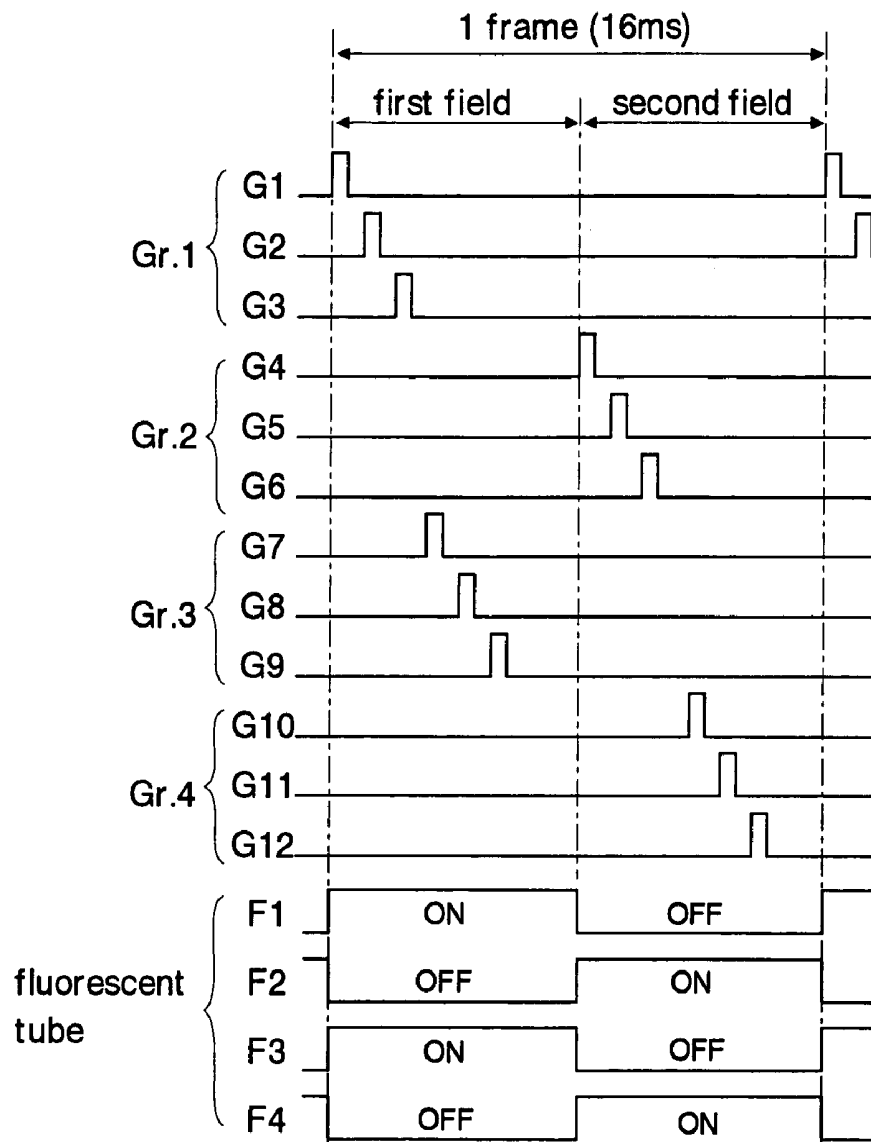 1 frame (16ms)
first field second field
G1
Gr.1 G2
G3
G4
Gr.2 G5
G6
G7
Gr.3 G8
G9
G10
Gr.4 G11
G12
F1 ON OFF
fluorescent
tube
F2 OFF ON
F3 ON OFF
F4 OFF ON